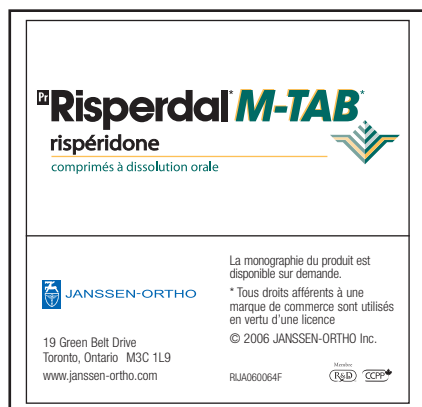 Pr Risperdal* M-TAB*
rispéridone
comprimés à dissolution orale
JANSSEN-ORTHO
19 Green Belt Drive
Toronto, Ontario M3C 1L9
www.janssen-ortho.com
La monographie du produit est
disponible sur demande.
* Tous droits afférents à une
marque de commerce sont utilisés
en vertu d'une licence
© 2006 JANSSEN-ORTHO Inc.
RIJA060064F
Membre
R&D
CCPP